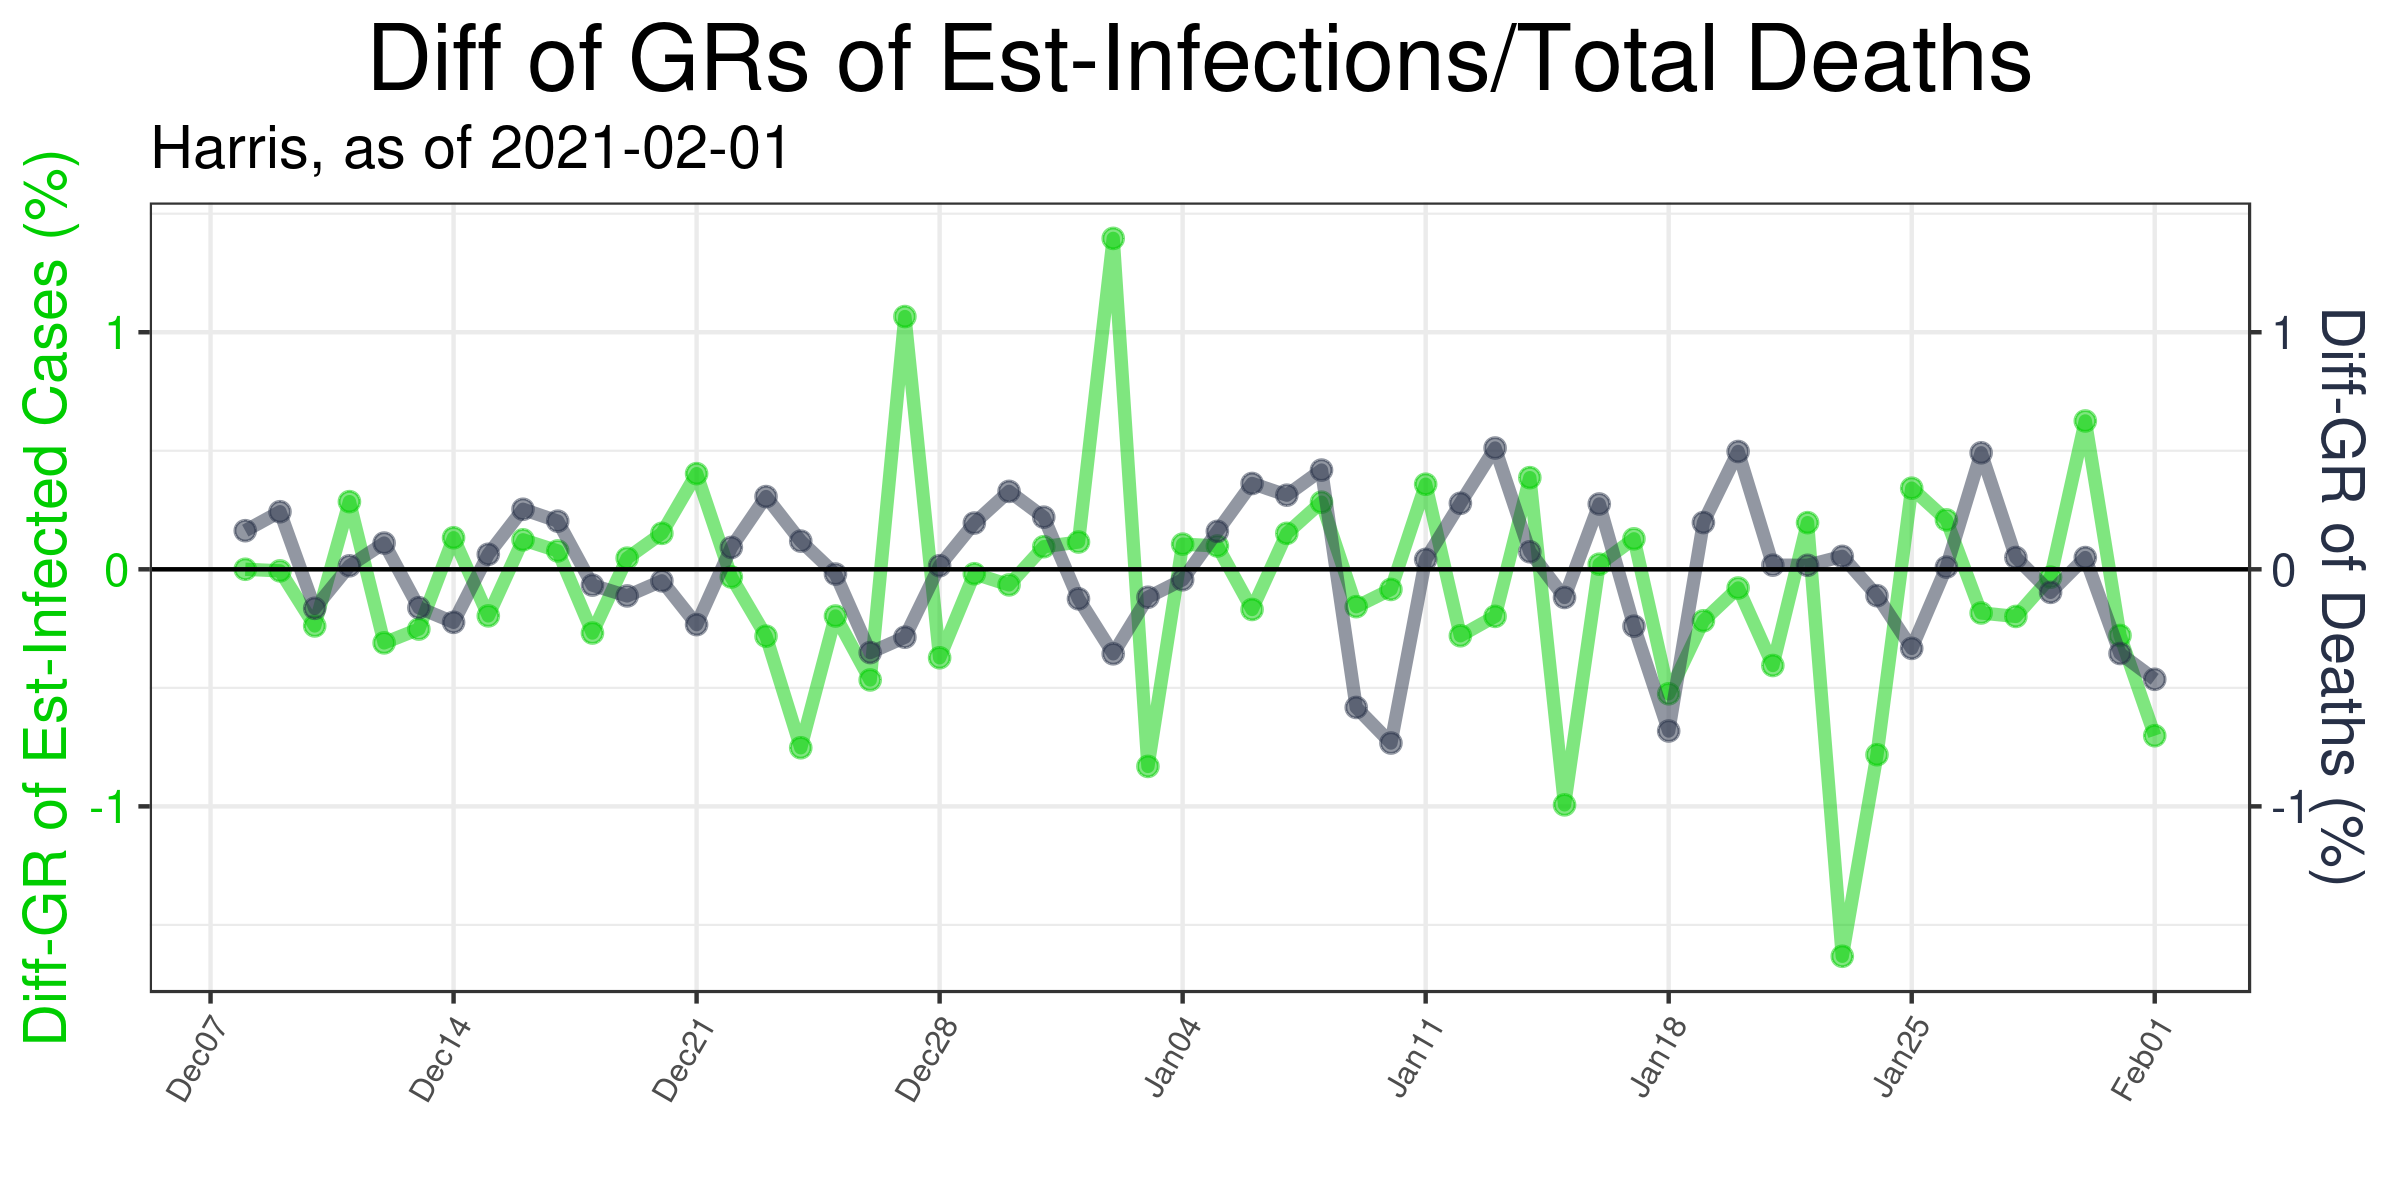 Diff of GRs of Est-Infections/Total Deaths
Harris, as of 2021-02-01
Diff-GR of Est-Infected Cases (%)
1
0
-1
1
0
-1
Diff-GR of Deaths (%)
Dec07
Dec14
Dec21
Dec28
Jan04
Jan11
Jan18
Jan25
Feb01